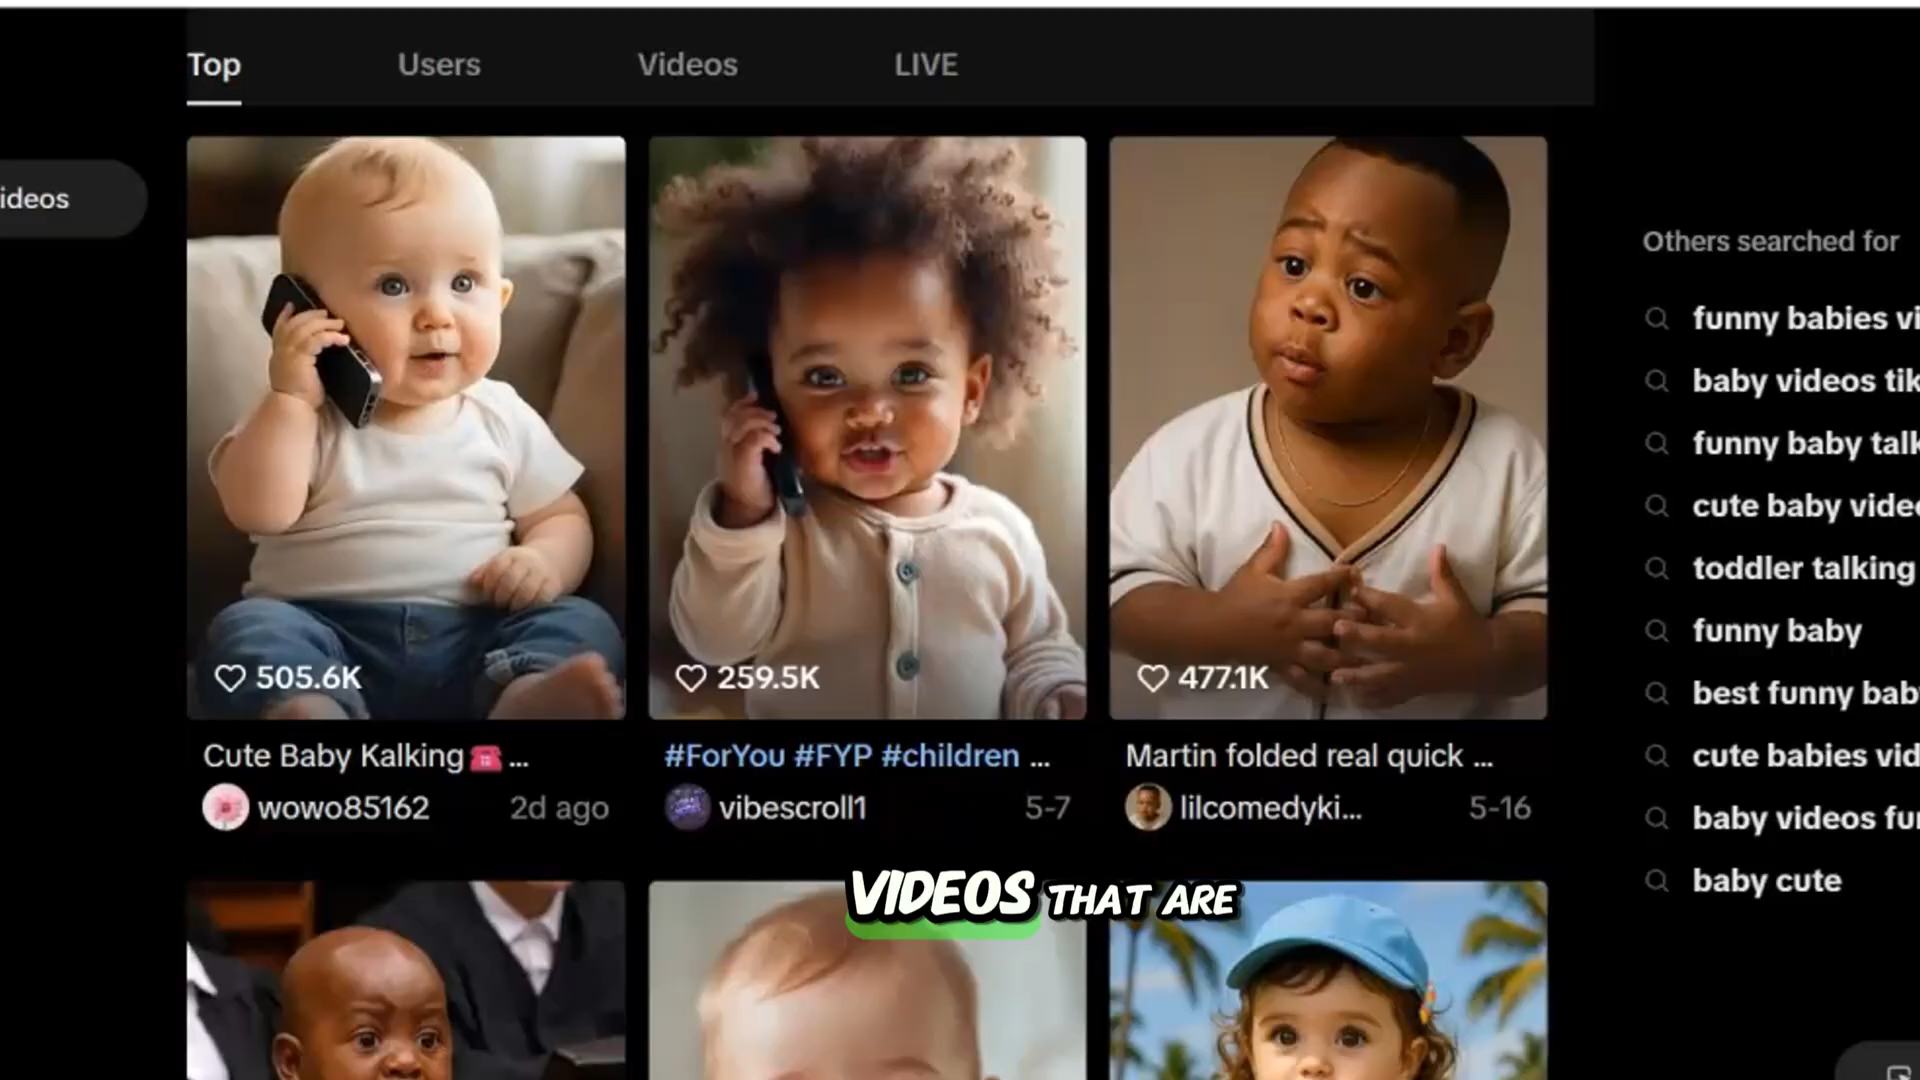 Top
Users
Videos
LIVE
ideos
505.6K
259.5K
477.1K
Cute Baby Kalking ☎️ ...
#ForYou #FYP #children ...
Martin folded real quick ...
wowo85162
2d ago
vibescroll1
5-7
lilcomedyki...
5-16
VIDEOS THAT ARE
Others searched for
funny babies vi
baby videos tik
funny baby talk
cute baby video
toddler talking
funny baby
best funny bab
cute babies vid
baby videos fun
baby cute